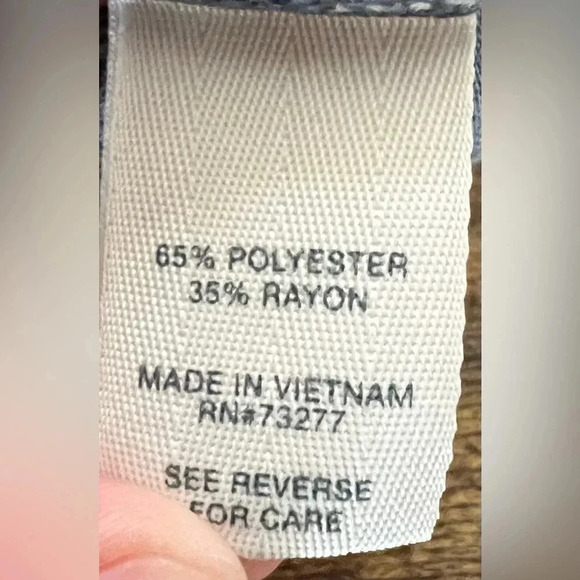 65% POLYESTER
35% RAYON
MADE IN VIETNAM
RN#73277
SEE REVERSE
FOR CARE